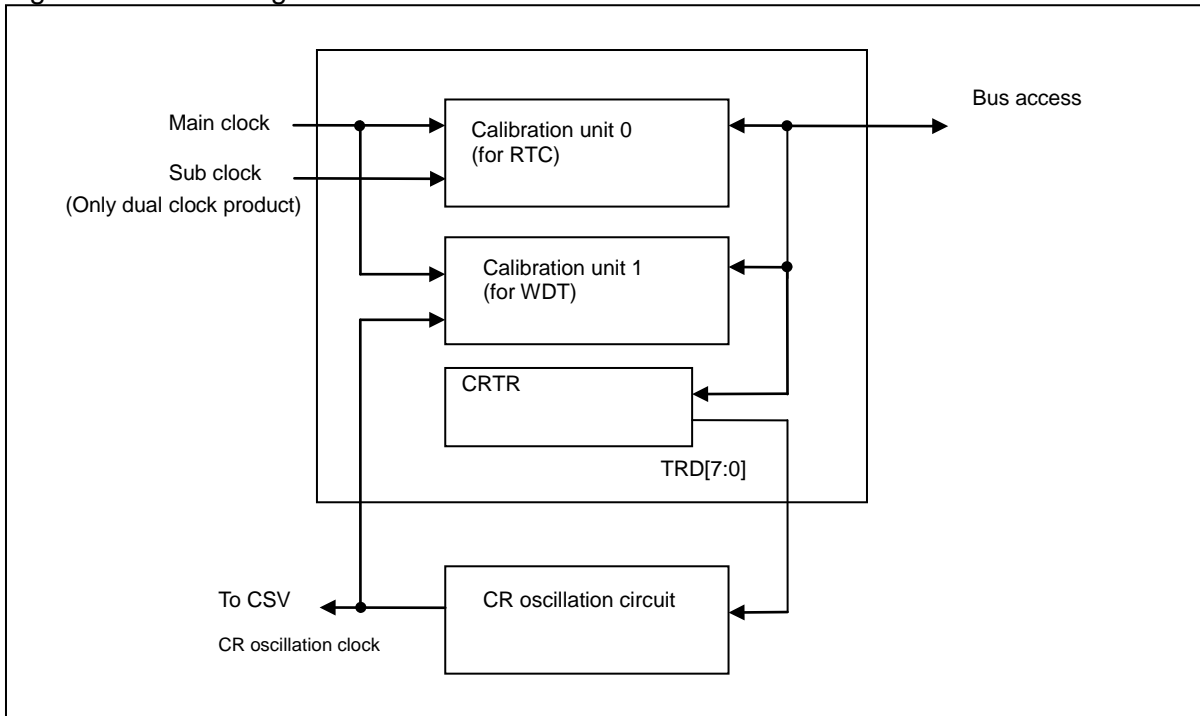 Bus access
Main clock
Calibration unit 0
(for RTC)
Sub clock
(Only dual clock product)
Calibration unit 1
(for WDT)
CRTR
TRD[7:0]
To CSV
CR oscillation circuit
CR oscillation clock